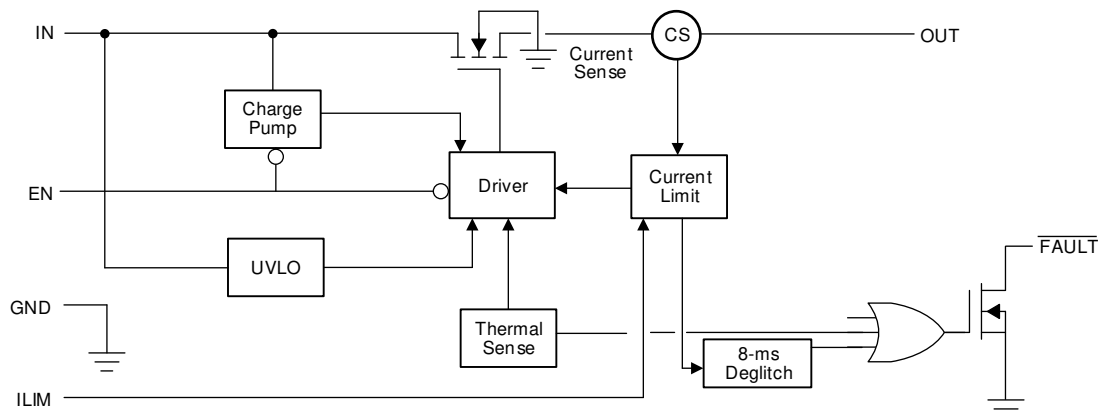 IN
CS
OUT
Current
Sense
Charge
Pump
EN
Driver
Current
Limit
UVLO
FAULT
GND
Thermal
Sense
8-ms
Deglitch
ILIM